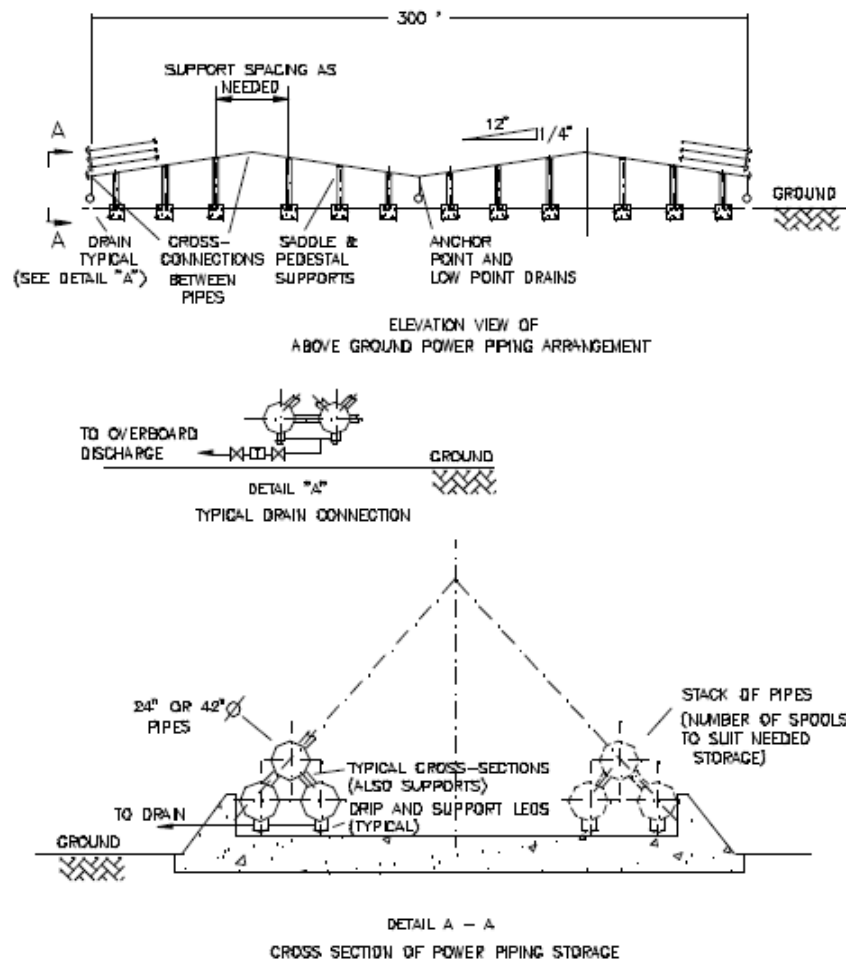 300 '
SUPPORT SPACING AS
NEEDED
A
12"
1/4"
GROUND
A
DRAIN
TYPICAL
(SEE DETAIL "A")
CROSS-
CONNECTIONS
BETWEEN
PIPES
SADDLE &
PEDESTAL
SUPPORTS
ANCHOR
POINT AND
LOW POINT DRAINS
ELEVATION VIEW OF
ABOVE GROUND POWER PIPING ARRANGEMENT
TO OVERBOARD
DISCHARGE
T
GROUND
DETAIL "A"
TYPICAL DRAIN CONNECTION
24" OR 42" Ø
PIPES
STACK OF PIPES
(NUMBER OF SPOOLS
TO SUIT NEEDED
STORAGE)
TYPICAL CROSS-SECTIONS
(ALSO SUPPORTS)
TO DRAIN
DRIP AND SUPPORT LEGS
(TYPICAL)
GROUND
DETAIL A - A
CROSS SECTION OF POWER PIPING STORAGE